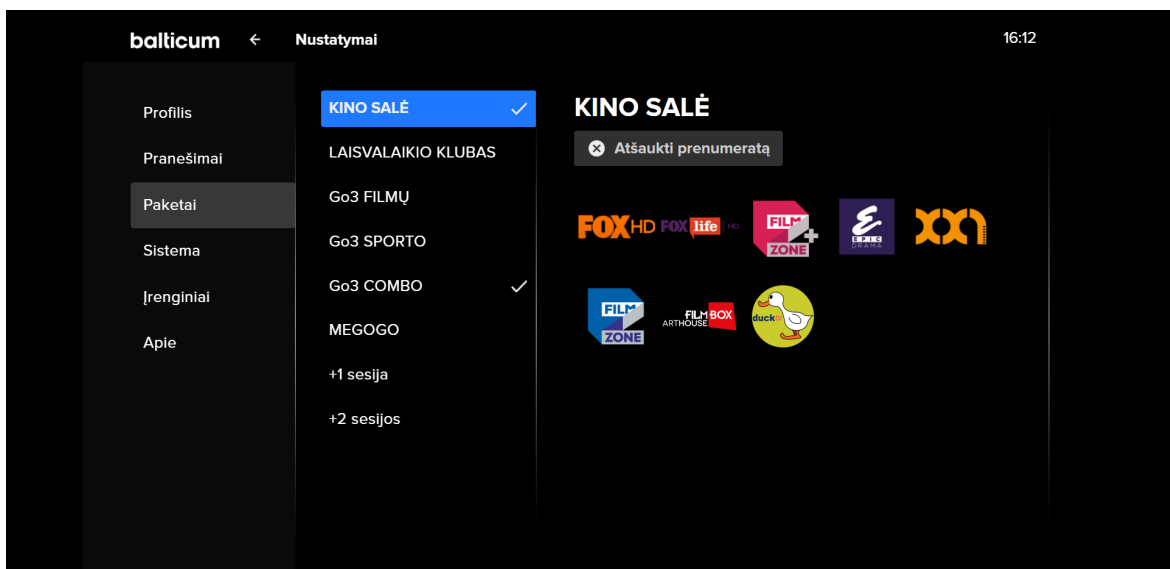 balticum ← Nustatymai 16:12
Profilis
Pranešimai
Paketai
Sistema
Įrenginiai
Apie
KINO SALĖ
LAISVALAIKIO KLUBAS
Go3 FILMŲ
Go3 SPORTO
Go3 COMBO
MEGOGO
+1 sesija
+2 sesijos
KINO SALĖ
Atšaukti prenumeratą
FOX HD
FOX life HD
FILM
ZONE
EPIC
DRAMA
FILM
ZONE
FILMBOX
ARTHOUSE
duck